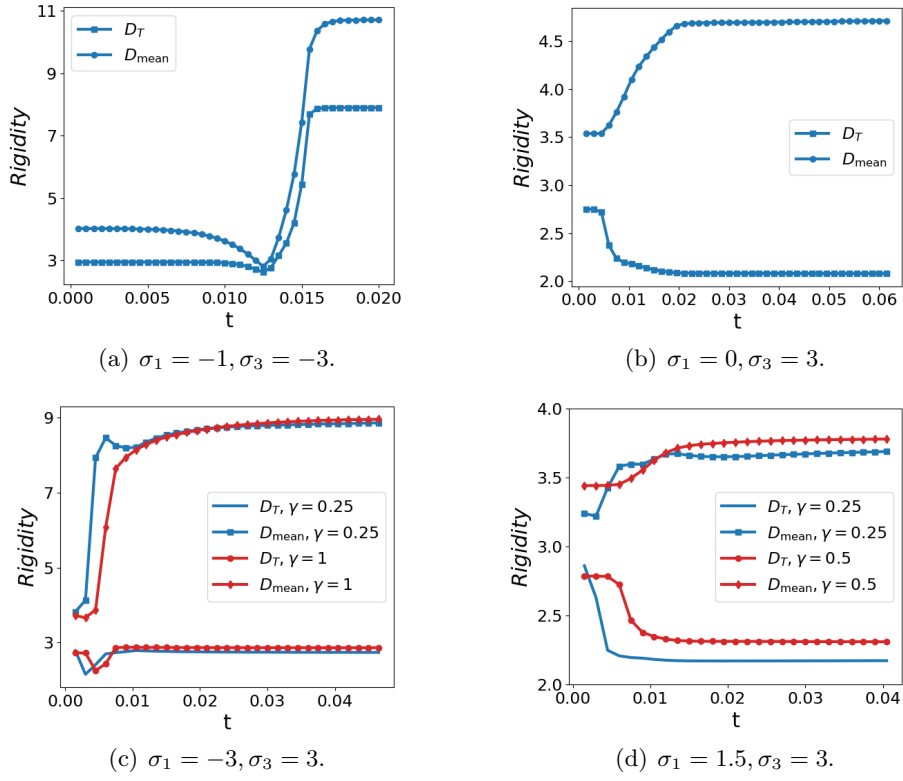 11
9
7
5
3
Rigidity
D_T
D_mean
0.000 0.005 0.010 0.015 0.020
t
(a) σ₁ = −1, σ₃ = −3.
4.5
4.0
3.5
3.0
2.5
2.0
Rigidity
D_T
D_mean
0.00 0.01 0.02 0.03 0.04 0.05 0.06
t
(b) σ₁ = 0, σ₃ = 3.
9
7
5
3
Rigidity
D_T, γ = 0.25
D_mean, γ = 0.25
D_T, γ = 1
D_mean, γ = 1
0.00 0.01 0.02 0.03 0.04
t
(c) σ₁ = −3, σ₃ = 3.
4.0
3.5
3.0
2.5
2.0
Rigidity
D_T, γ = 0.25
D_mean, γ = 0.25
D_T, γ = 0.5
D_mean, γ = 0.5
0.00 0.01 0.02 0.03 0.04
t
(d) σ₁ = 1.5, σ₃ = 3.